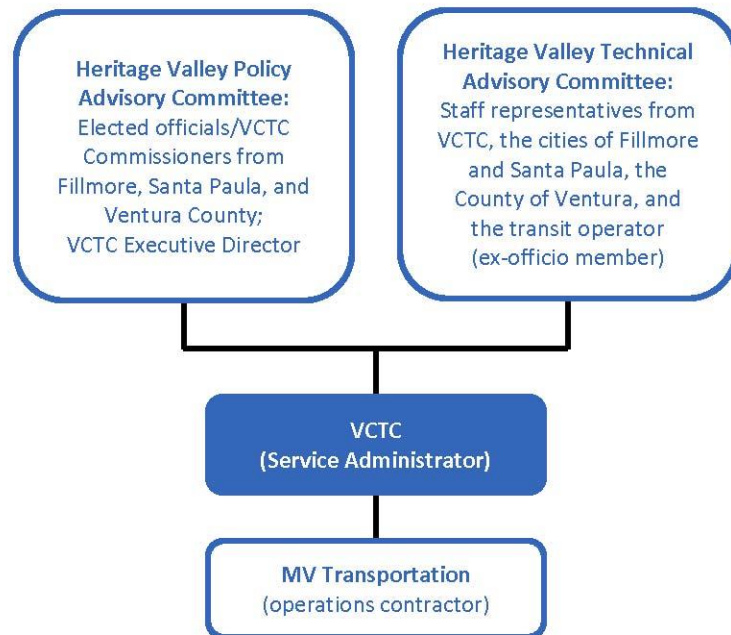 Heritage Valley Policy
Advisory Committee:
Elected officials/VCTC
Commissioners from
Fillmore, Santa Paula, and
Ventura County;
VCTC Executive Director
Heritage Valley Technical
Advisory Committee:
Staff representatives from
VCTC, the cities of Fillmore
and Santa Paula, the
County of Ventura, and
the transit operator
(ex-officio member)
VCTC
(Service Administrator)
MV Transportation
(operations contractor)